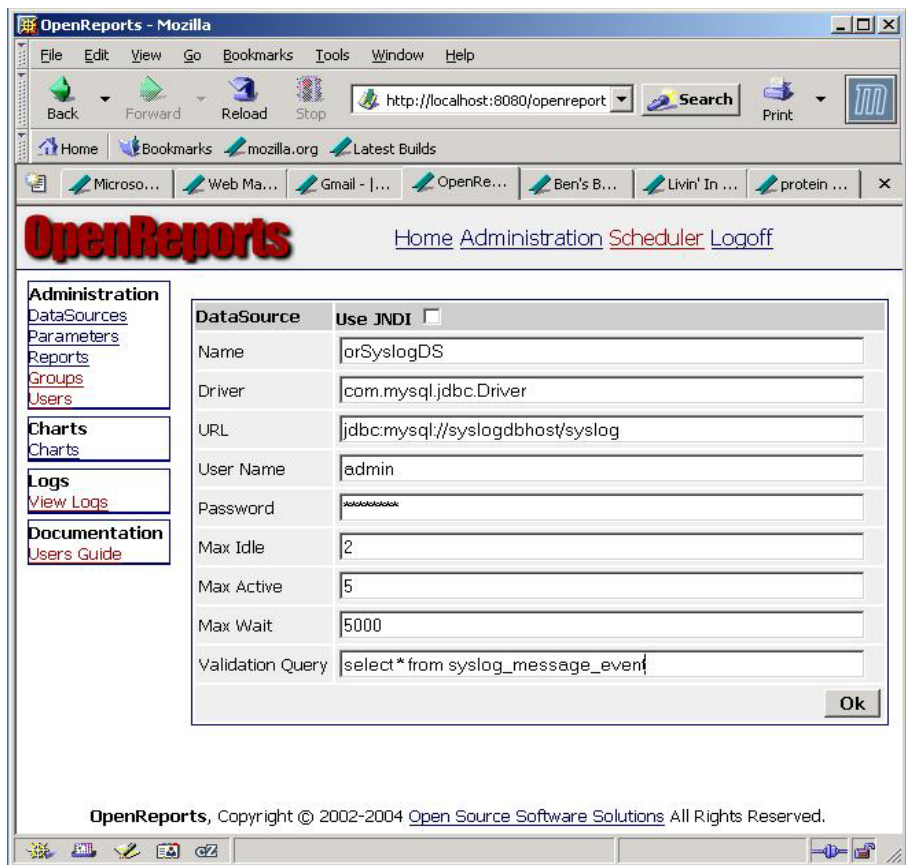 OpenReports - Mozilla
File Edit View Go Bookmarks Tools Window Help
Back Forward Reload Stop http://localhost:8080/openreport Search Print
Home Bookmarks mozilla.org Latest Builds
Microso... Web Ma... Gmail - |... OpenRe... Ben's B... Livin' In ... protein ...
OpenReports
Home Administration Scheduler Logoff
Administration
DataSources
Parameters
Reports
Groups
Users
Charts
Charts
Logs
View Logs
Documentation
Users Guide
DataSource Use JNDI
Name orSyslogDS
Driver com.mysql.jdbc.Driver
URL jdbc:mysql://syslogdbhost/syslog
User Name admin
Password *********
Max Idle 2
Max Active 5
Max Wait 5000
Validation Query select * from syslog_message_event
Ok
OpenReports, Copyright © 2002-2004 Open Source Software Solutions All Rights Reserved.